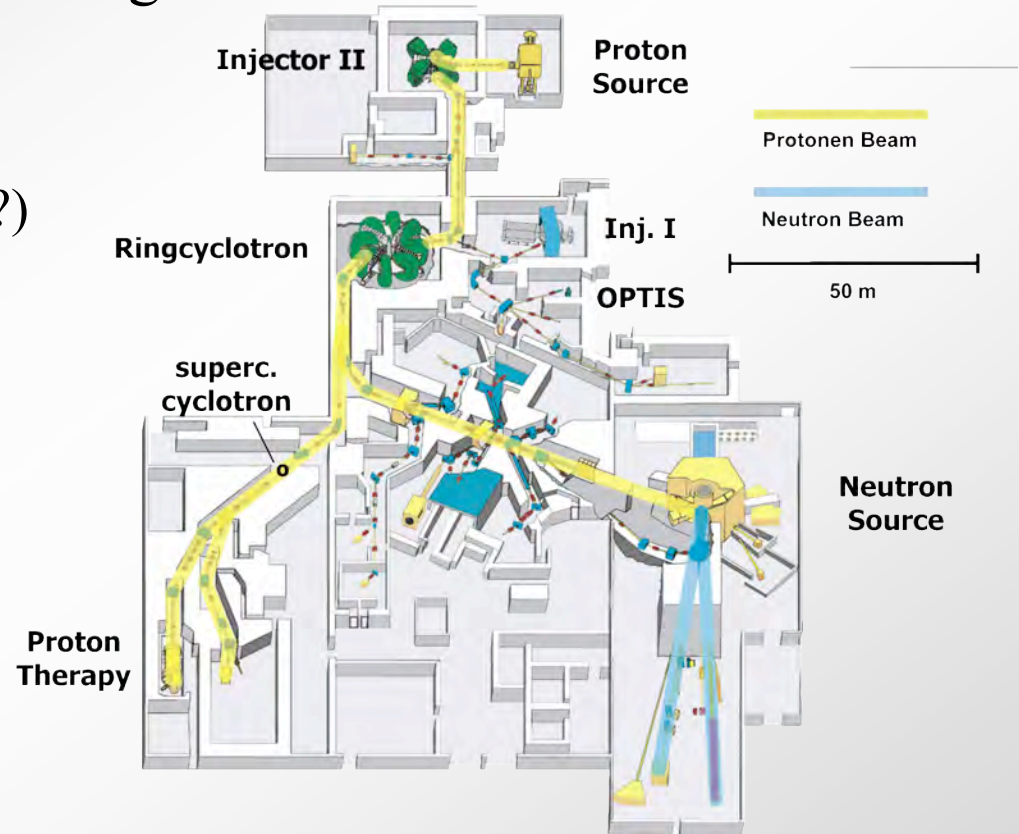 g
Injector II
Proton
Source
Protonen Beam
?)
Neutron Beam
Ringcyclotron
Inj. I
50 m
OPTIS
superc.
cyclotron
o
Neutron
Source
Proton
Therapy